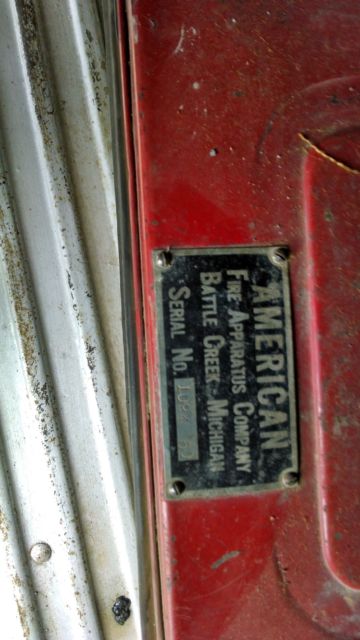 AMERICAN
FIRE APPARATUS COMPANY
BATTLE CREEK - MICHIGAN
SERIAL NO.